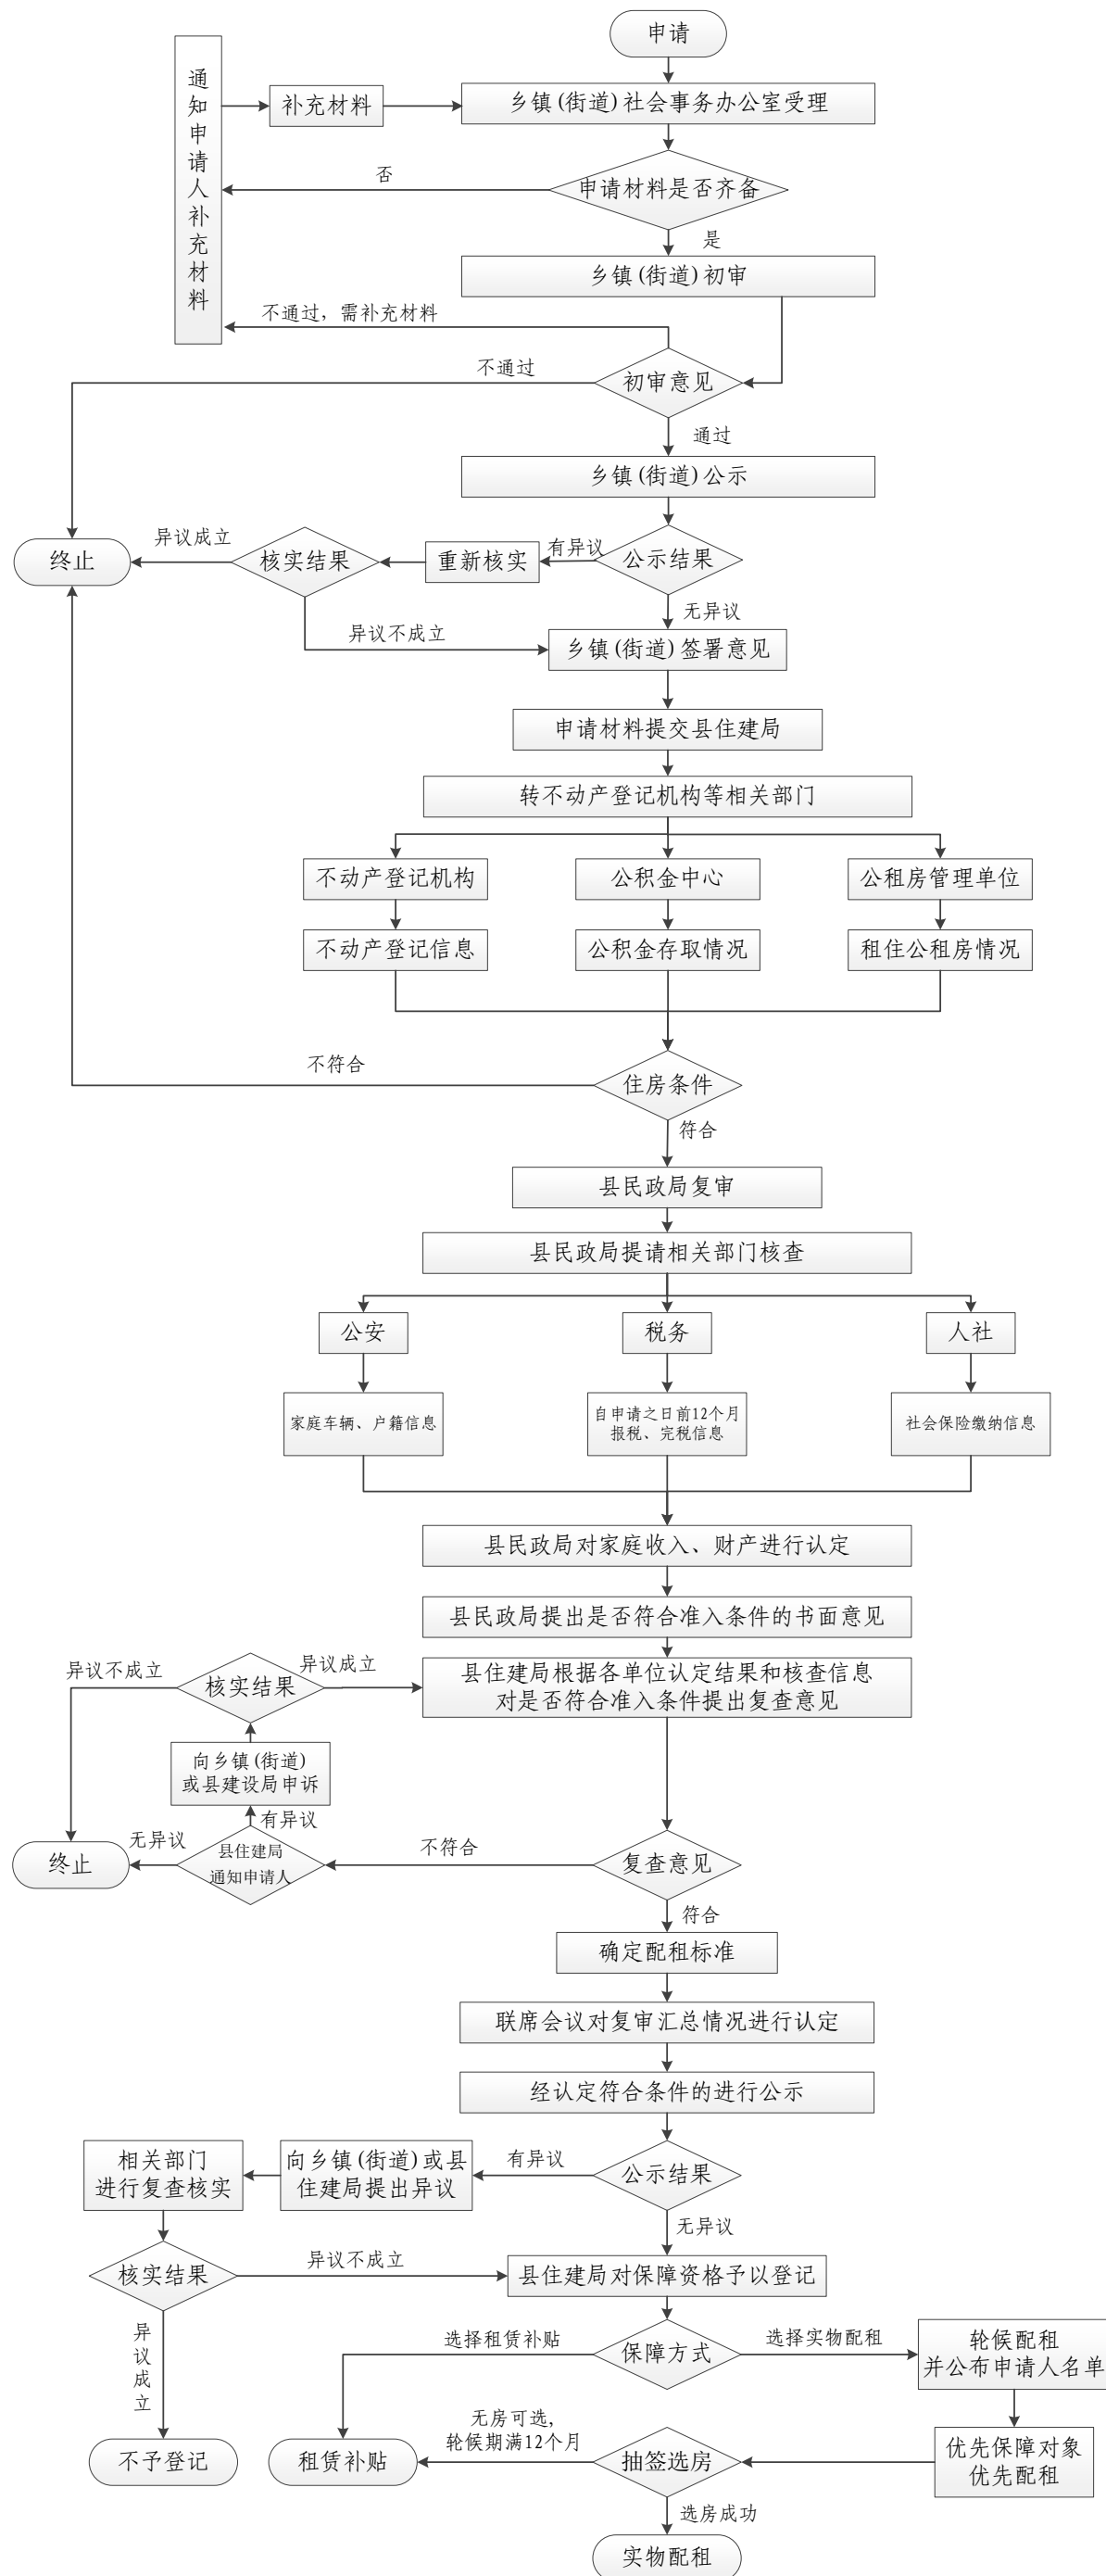 申请
通知申请人补充材料
补充材料
乡镇(街道)社会事务办公室受理
否
申请材料是否齐备
是
乡镇(街道)初审
不通过，需补充材料
不通过
初审意见
通过
乡镇(街道)公示
终止
异议成立
核实结果
重新核实
有异议
公示结果
无异议
异议不成立
乡镇(街道)签署意见
申请材料提交县住建局
转不动产登记机构等相关部门
不动产登记机构
公积金中心
公租房管理单位
不动产登记信息
公积金存取情况
租住公租房情况
不符合
住房条件
符合
县民政局复审
县民政局提请相关部门核查
公安
税务
人社
家庭车辆、户籍信息
自申请之日前12个月
报税、完税信息
社会保险缴纳信息
县民政局对家庭收入、财产进行认定
县民政局提出是否符合准入条件的书面意见
异议不成立
核实结果
异议成立
县住建局根据各单位认定结果和核查信息
对是否符合准入条件提出复查意见
向乡镇(街道)
或县建设局申诉
有异议
终止
无异议
县住建局
通知申请人
不符合
复查意见
符合
确定配租标准
联席会议对复审汇总情况进行认定
经认定符合条件的进行公示
相关部门
进行复查核实
向乡镇(街道)或县
住建局提出异议
有异议
公示结果
无异议
核实结果
异议不成立
县住建局对保障资格予以登记
异议成立
选择租赁补贴
保障方式
选择实物配租
轮候配租
并公布申请人名单
不予登记
租赁补贴
无房可选，
轮候期满12个月
抽签选房
优先保障对象
优先配租
选房成功
实物配租